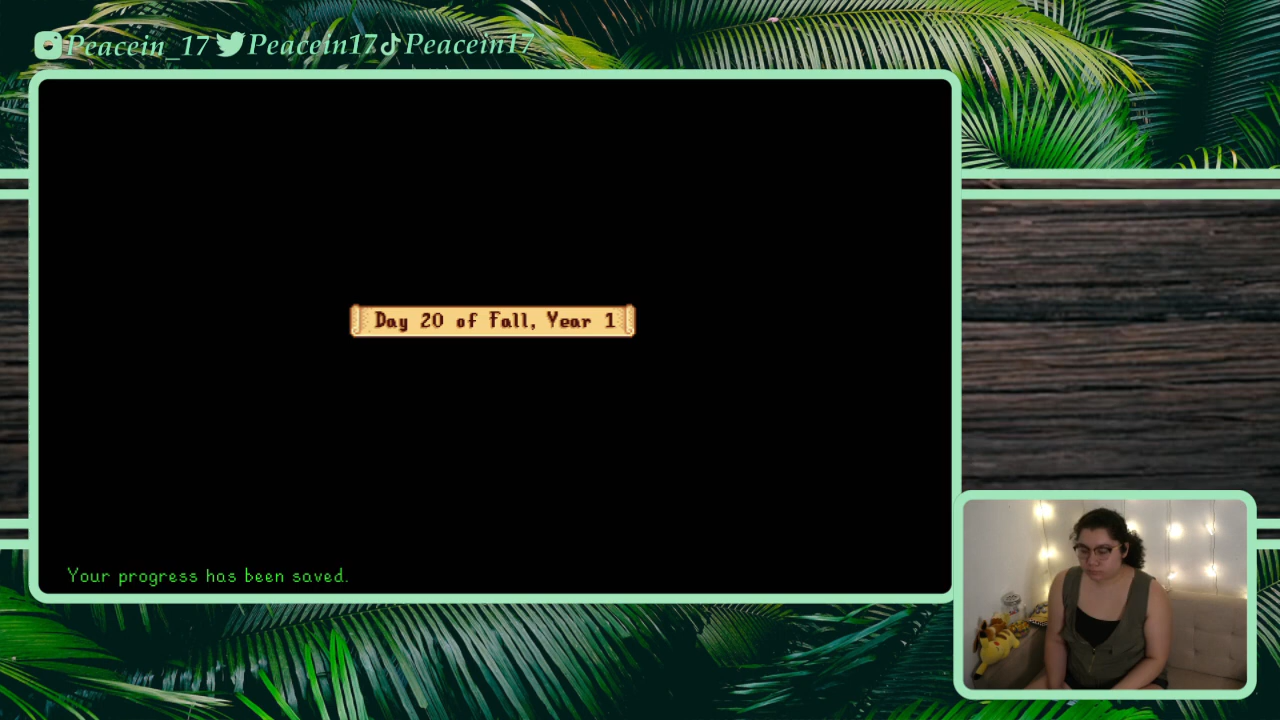 Peacein_17 Peacein17 Peacein17
Day 20 of Fall, Year 1
Your progress has been saved.